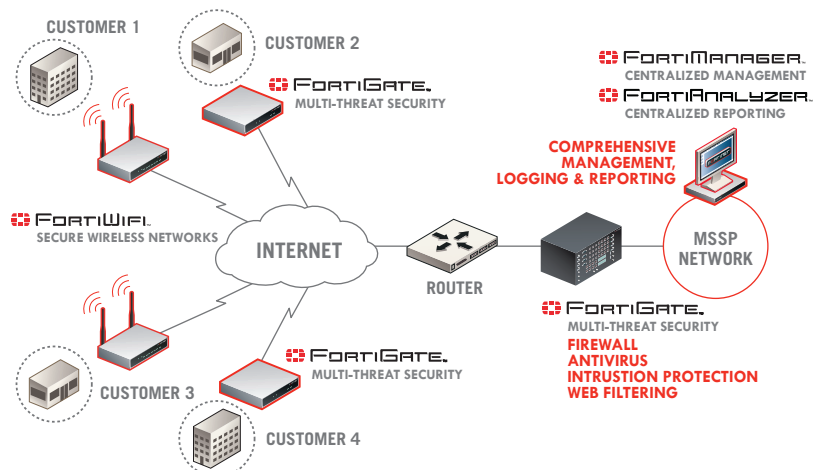 CUSTOMER 1
CUSTOMER 2
FORTIGATE
MULTI-THREAT SECURITY
FORTIMANAGER
CENTRALIZED MANAGEMENT
FORTIANALYZER
CENTRALIZED REPORTING
COMPREHENSIVE
MANAGEMENT,
LOGGING & REPORTING
FORTIWIFI
SECURE WIRELESS NETWORKS
INTERNET
ROUTER
MSSP
NETWORK
FORTIGATE
MULTI-THREAT SECURITY
FIREWALL
ANTIVIRUS
INTRUSTION PROTECTION
WEB FILTERING
FORTIGATE
MULTI-THREAT SECURITY
CUSTOMER 3
CUSTOMER 4